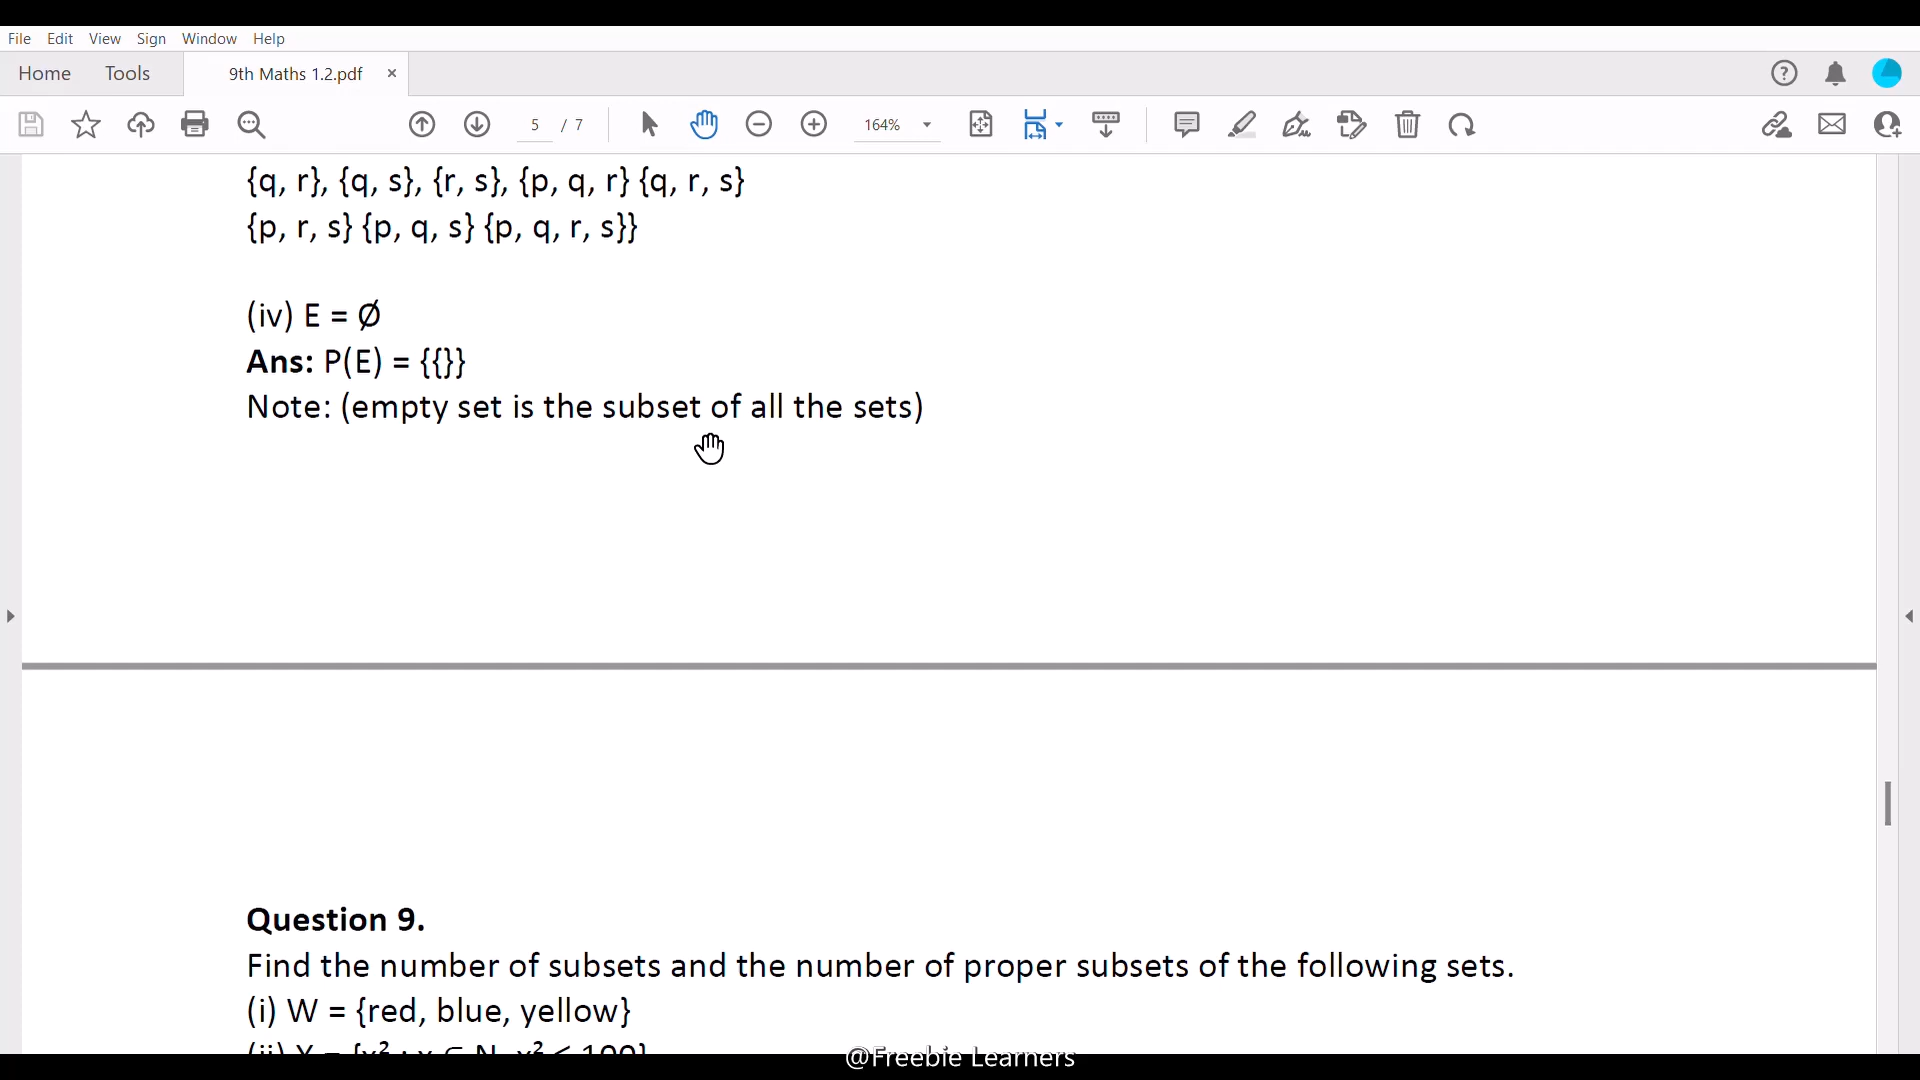 File Edit View Sign Window Help
Home Tools 9th Maths 1.2.pdf ×
5 / 7 164%
{q, r}, {q, s}, {r, s}, {p, q, r} {q, r, s}
{p, r, s} {p, q, s} {p, q, r, s}}
(iv) E = Ø
Ans: P(E) = {{}}
Note: (empty set is the subset of all the sets)
Question 9.
Find the number of subsets and the number of proper subsets of the following sets.
(i) W = {red, blue, yellow}
@Freebie Learners